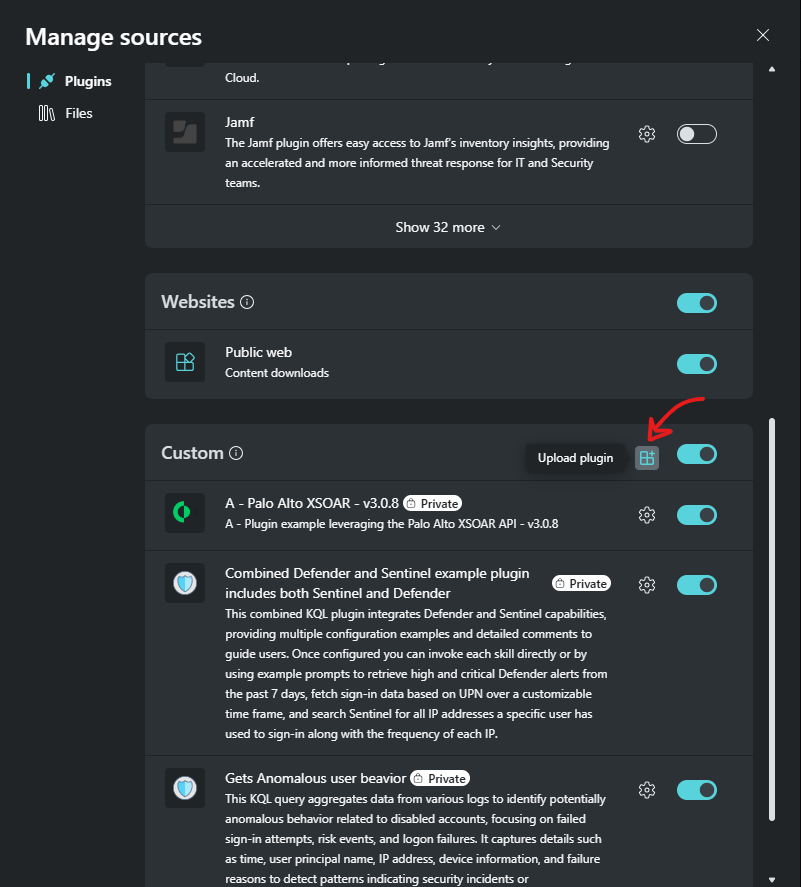 Manage sources
Plugins
Files
Cloud.
Jamf
The Jamf plugin offers easy access to Jamf's inventory insights, providing
an accelerated and more informed threat response for IT and Security
teams.
Show 32 more
Websites
Public web
Content downloads
Custom
Upload plugin
A - Palo Alto XSOAR - v3.0.8 Private
A - Plugin example leveraging the Palo Alto XSOAR API - v3.0.8
Combined Defender and Sentinel example plugin
includes both Sentinel and Defender
Private
This combined KQL plugin integrates Defender and Sentinel capabilities,
providing multiple configuration examples and detailed comments to
guide users. Once configured you can invoke each skill directly or by
using example prompts to retrieve high and critical Defender alerts from
the past 7 days, fetch sign-in data based on UPN over a customizable
time frame, and search Sentinel for all IP addresses a specific user has
used to sign-in along with the frequency of each IP.
Gets Anomalous user beavior Private
This KQL query aggregates data from various logs to identify potentially
anomalous behavior related to disabled accounts, focusing on failed
sign-in attempts, risk events, and logon failures. It captures details such
as time, user principal name, IP address, device information, and failure
reasons to detect patterns indicating security incidents or